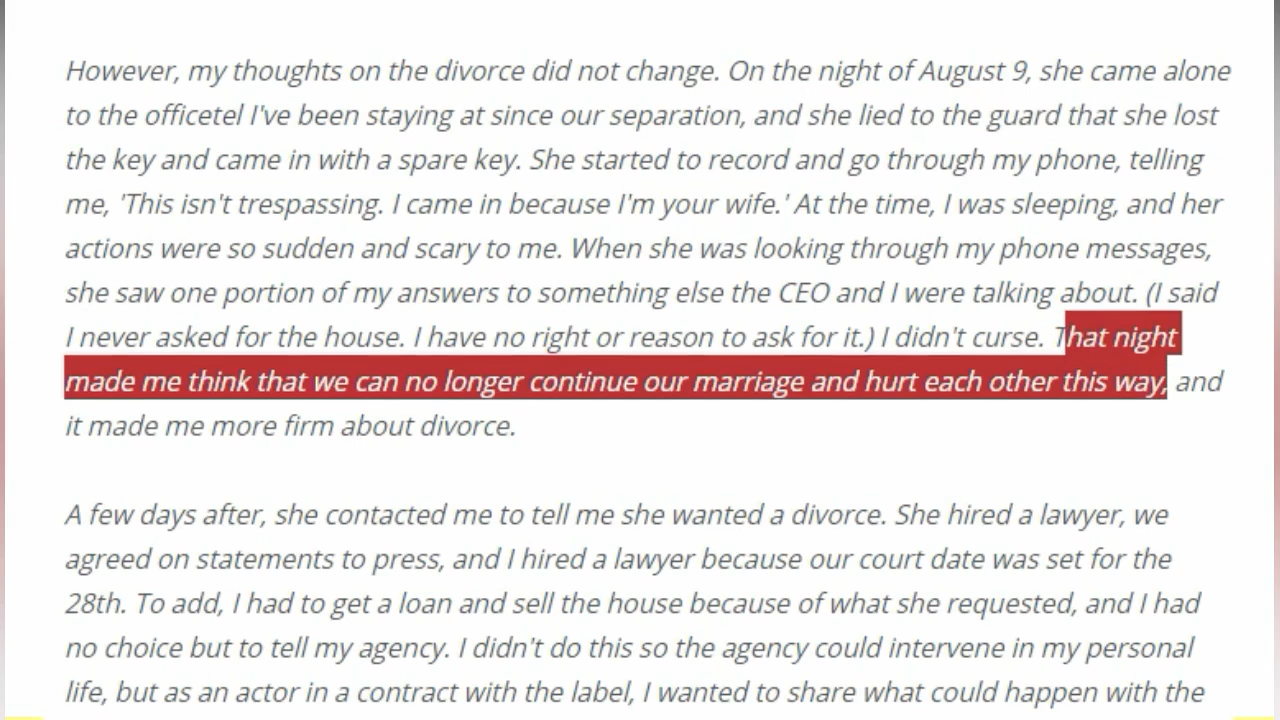 However, my thoughts on the divorce did not change. On the night of August 9, she came alone
to the officetel I've been staying at since our separation, and she lied to the guard that she lost
the key and came in with a spare key. She started to record and go through my phone, telling
me, 'This isn't trespassing. I came in because I'm your wife.' At the time, I was sleeping, and her
actions were so sudden and scary to me. When she was looking through my phone messages,
she saw one portion of my answers to something else the CEO and I were talking about. (I said
I never asked for the house. I have no right or reason to ask for it.) I didn't curse. That night
made me think that we can no longer continue our marriage and hurt each other this way, and
it made me more firm about divorce.
A few days after, she contacted me to tell me she wanted a divorce. She hired a lawyer, we
agreed on statements to press, and I hired a lawyer because our court date was set for the
28th. To add, I had to get a loan and sell the house because of what she requested, and I had
no choice but to tell my agency. I didn't do this so the agency could intervene in my personal
life, but as an actor in a contract with the label, I wanted to share what could happen with the